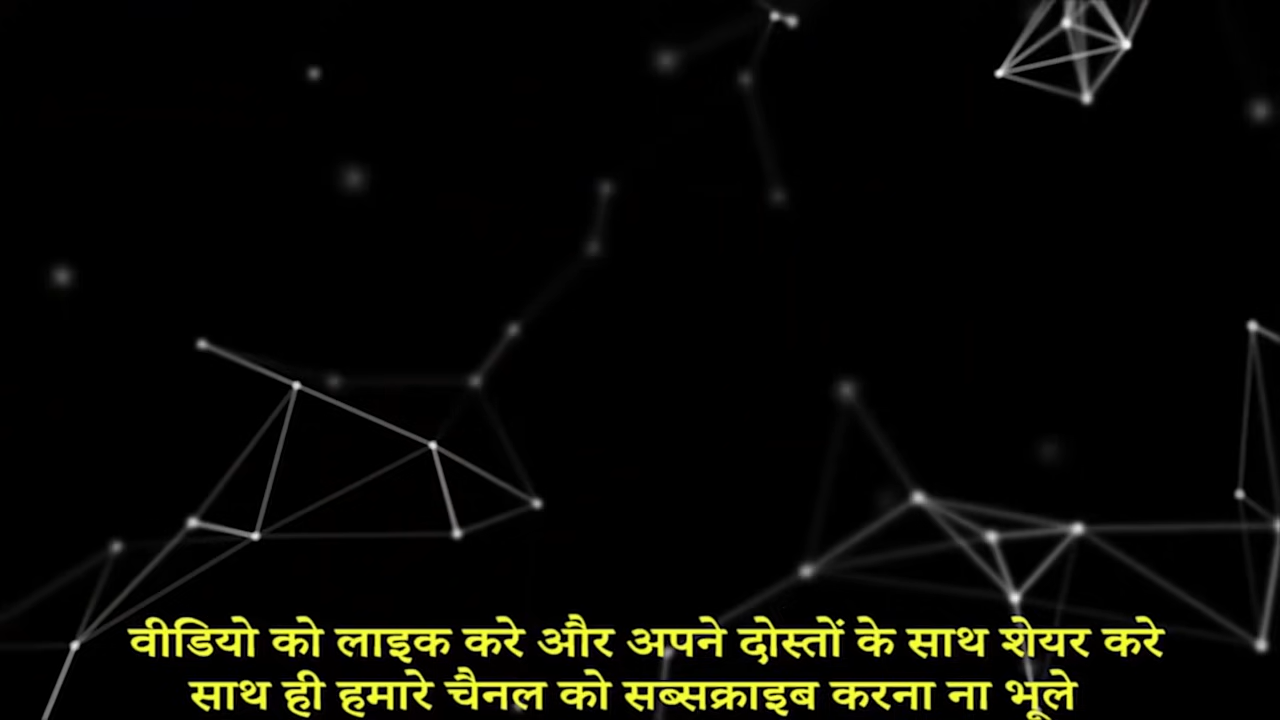 वीडियो को लाइक करे और अपने दोस्तों के साथ शेयर करे
साथ ही हमारे चैनल को सब्सक्राइब करना ना भूले